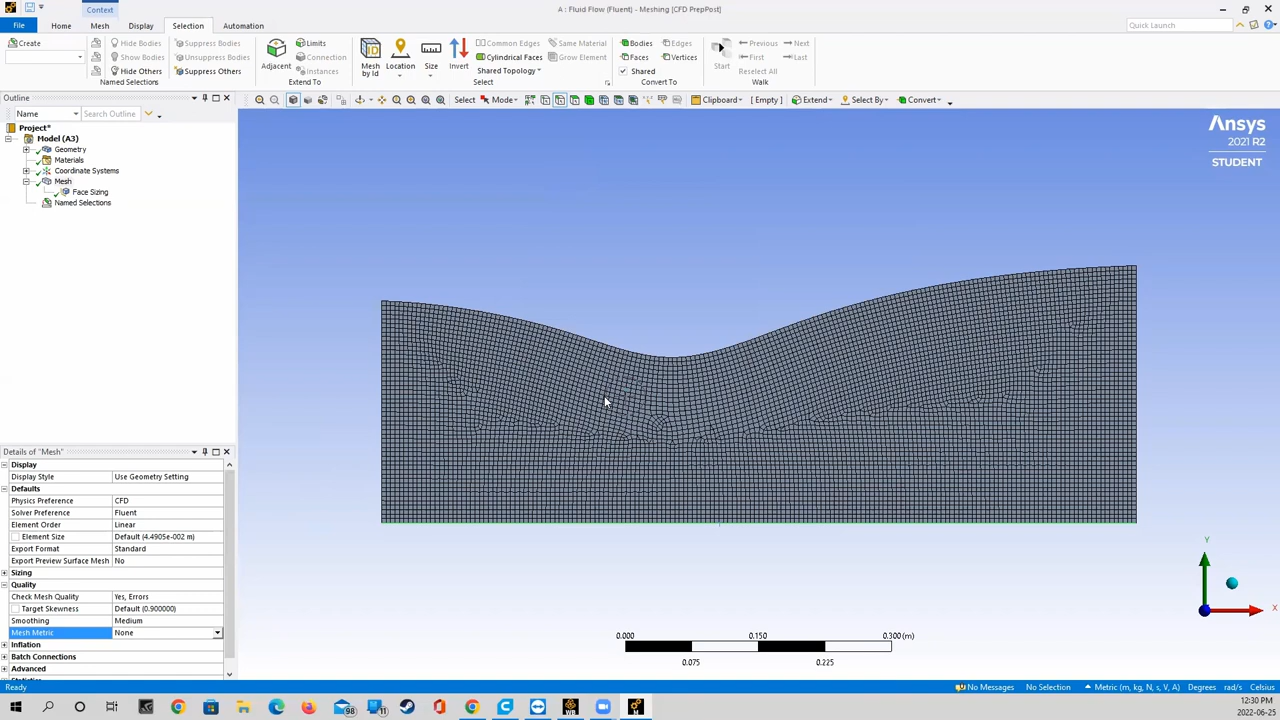 Context
A : Fluid Flow (Fluent) - Meshing [CFD PrepPost]
File Home Mesh Display Selection Automation
Quick Launch
Create
Hide Bodies
Show Bodies
Hide Others
Named Selections
Suppress Bodies
Unsuppress Bodies
Suppress Others
Adjacent
Limits
Connection
Instances
Extend To
Mesh by Id
Location
Size
Invert
Common Edges
Cylindrical Faces
Shared Topology
Same Material
Grow Element
Select
Bodies
Faces
Shared
Edges
Vertices
Convert To
Start
Previous
First
Reselect All
Next
Last
Walk
Select Mode Clipboard [ Empty ] Extend Select By Convert
Outline
Name Search Outline
Project*
Model (A3)
Geometry
Materials
Coordinate Systems
Mesh
Face Sizing
Named Selections
Ansys
2021 R2
STUDENT
Details of "Mesh"
Display
Display Style Use Geometry Setting
Defaults
Physics Preference CFD
Solver Preference Fluent
Element Order Linear
Element Size Default (4.4905e-002 m)
Export Format Standard
Export Preview Surface Mesh No
Sizing
Quality
Check Mesh Quality Yes, Errors
Target Skewness Default (0.900000)
Smoothing Medium
Mesh Metric None
Inflation
Batch Connections
Advanced
Y
X
0.000 0.150 0.300 (m)
0.075 0.225
Ready No Messages No Selection Metric (m, kg, N, s, V, A) Degrees rad/s Celsius
98
11
WB
M
12:30 PM
2022-06-25